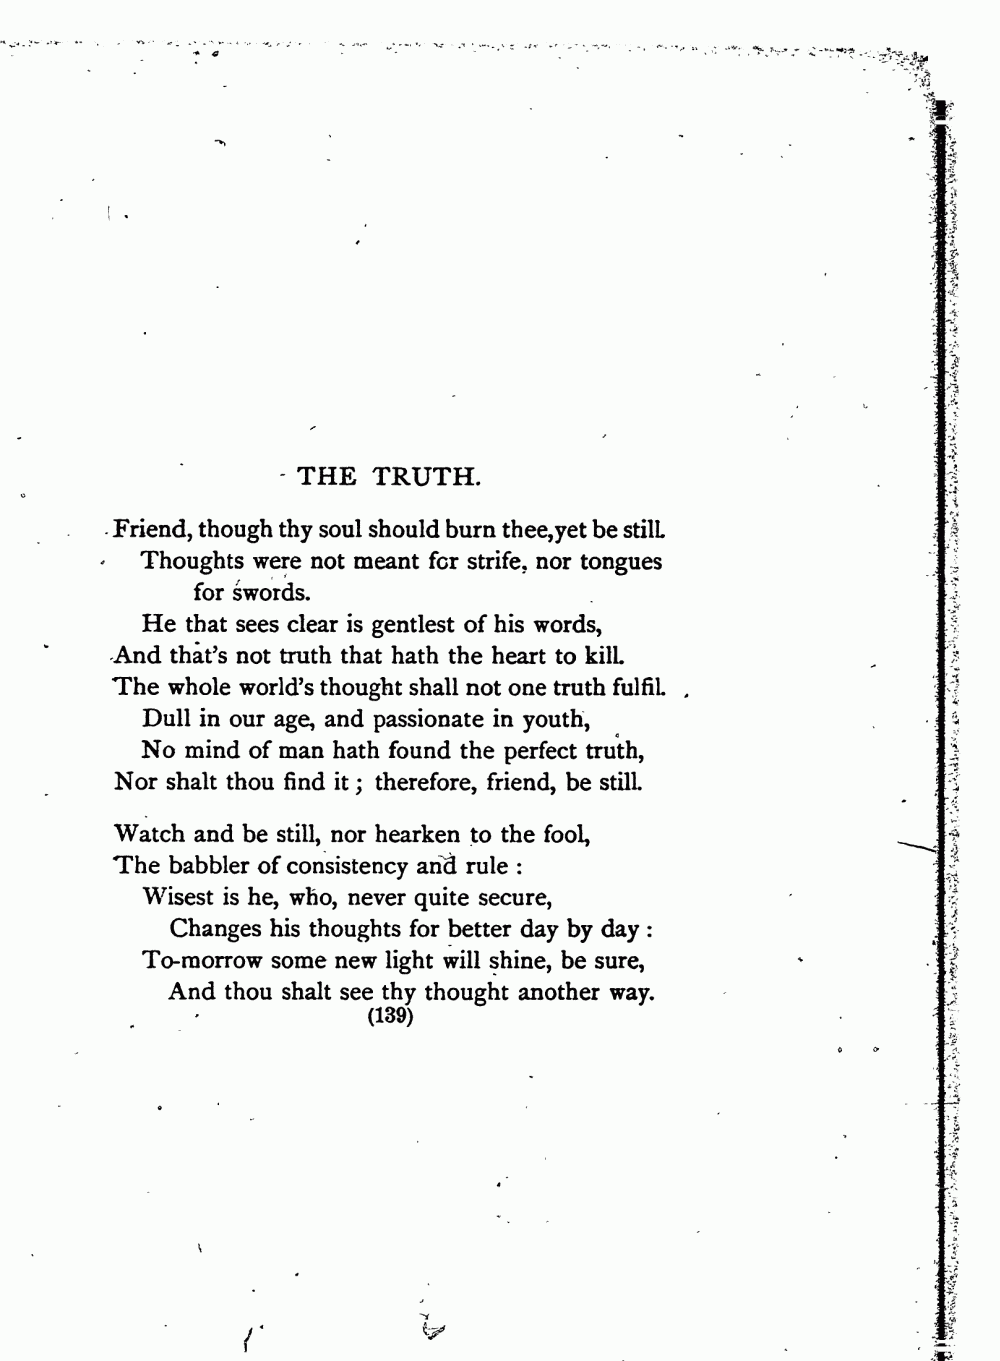 THE TRUTH.
Friend, though thy soul should burn thee, yet be still.
Thoughts were not meant for strife, nor tongues
for swords.
He that sees clear is gentlest of his words,
And that's not truth that hath the heart to kill.
The whole world's thought shall not one truth fulfil.
Dull in our age, and passionate in youth,
No mind of man hath found the perfect truth,
Nor shalt thou find it ; therefore, friend, be still.
Watch and be still, nor hearken to the fool,
The babbler of consistency and rule :
Wisest is he, who, never quite secure,
Changes his thoughts for better day by day :
To-morrow some new light will shine, be sure,
And thou shalt see thy thought another way.
(139)